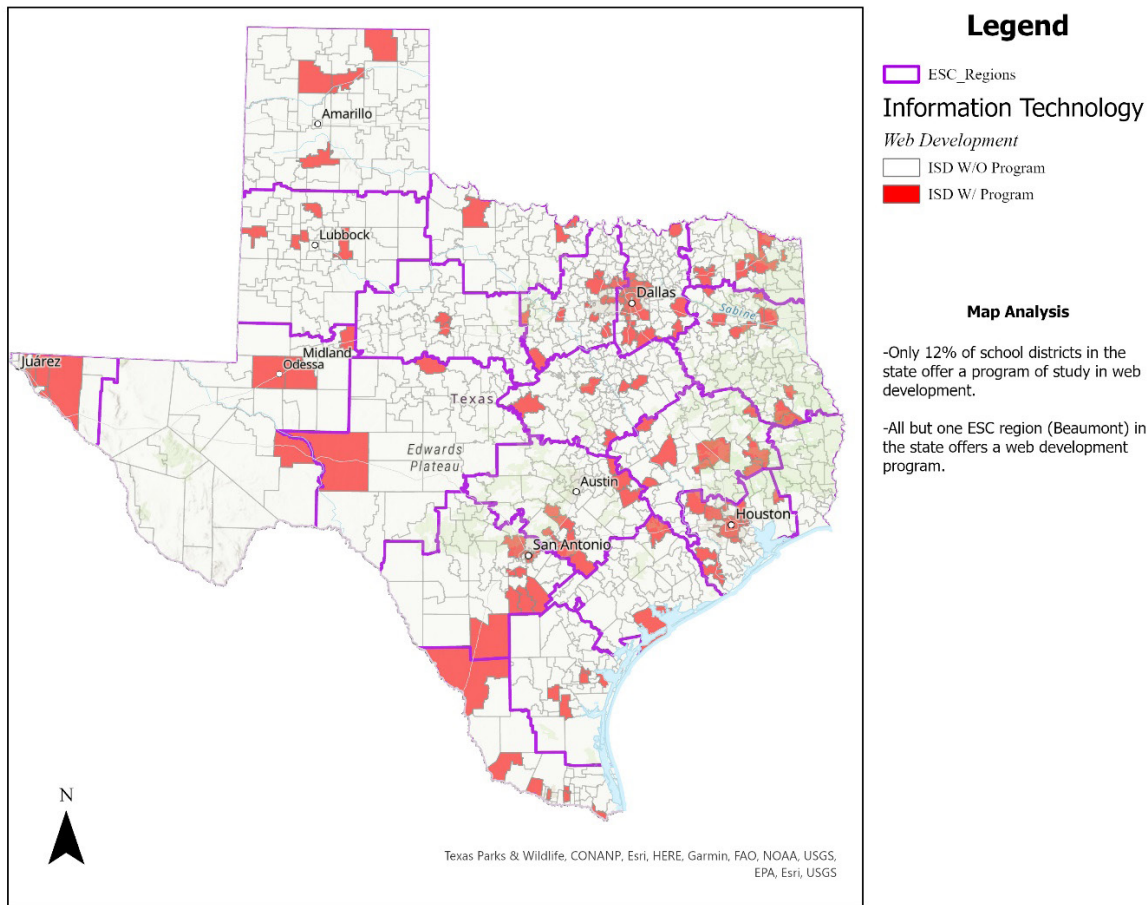 Legend
ESC_Regions
Information Technology
Web Development
ISD W/O Program
ISD W/ Program
Map Analysis
-Only 12% of school districts in the
state offer a program of study in web
development.
-All but one ESC region (Beaumont) in
the state offers a web development
program.
Amarillo
Lubbock
Dallas
Sabine
Juárez
Midland
Odessa
Texas
Edwards
Plateau
Austin
Houston
San Antonio
N
Texas Parks & Wildlife, CONANP, Esri, HERE, Garmin, FAO, NOAA, USGS,
EPA, Esri, USGS